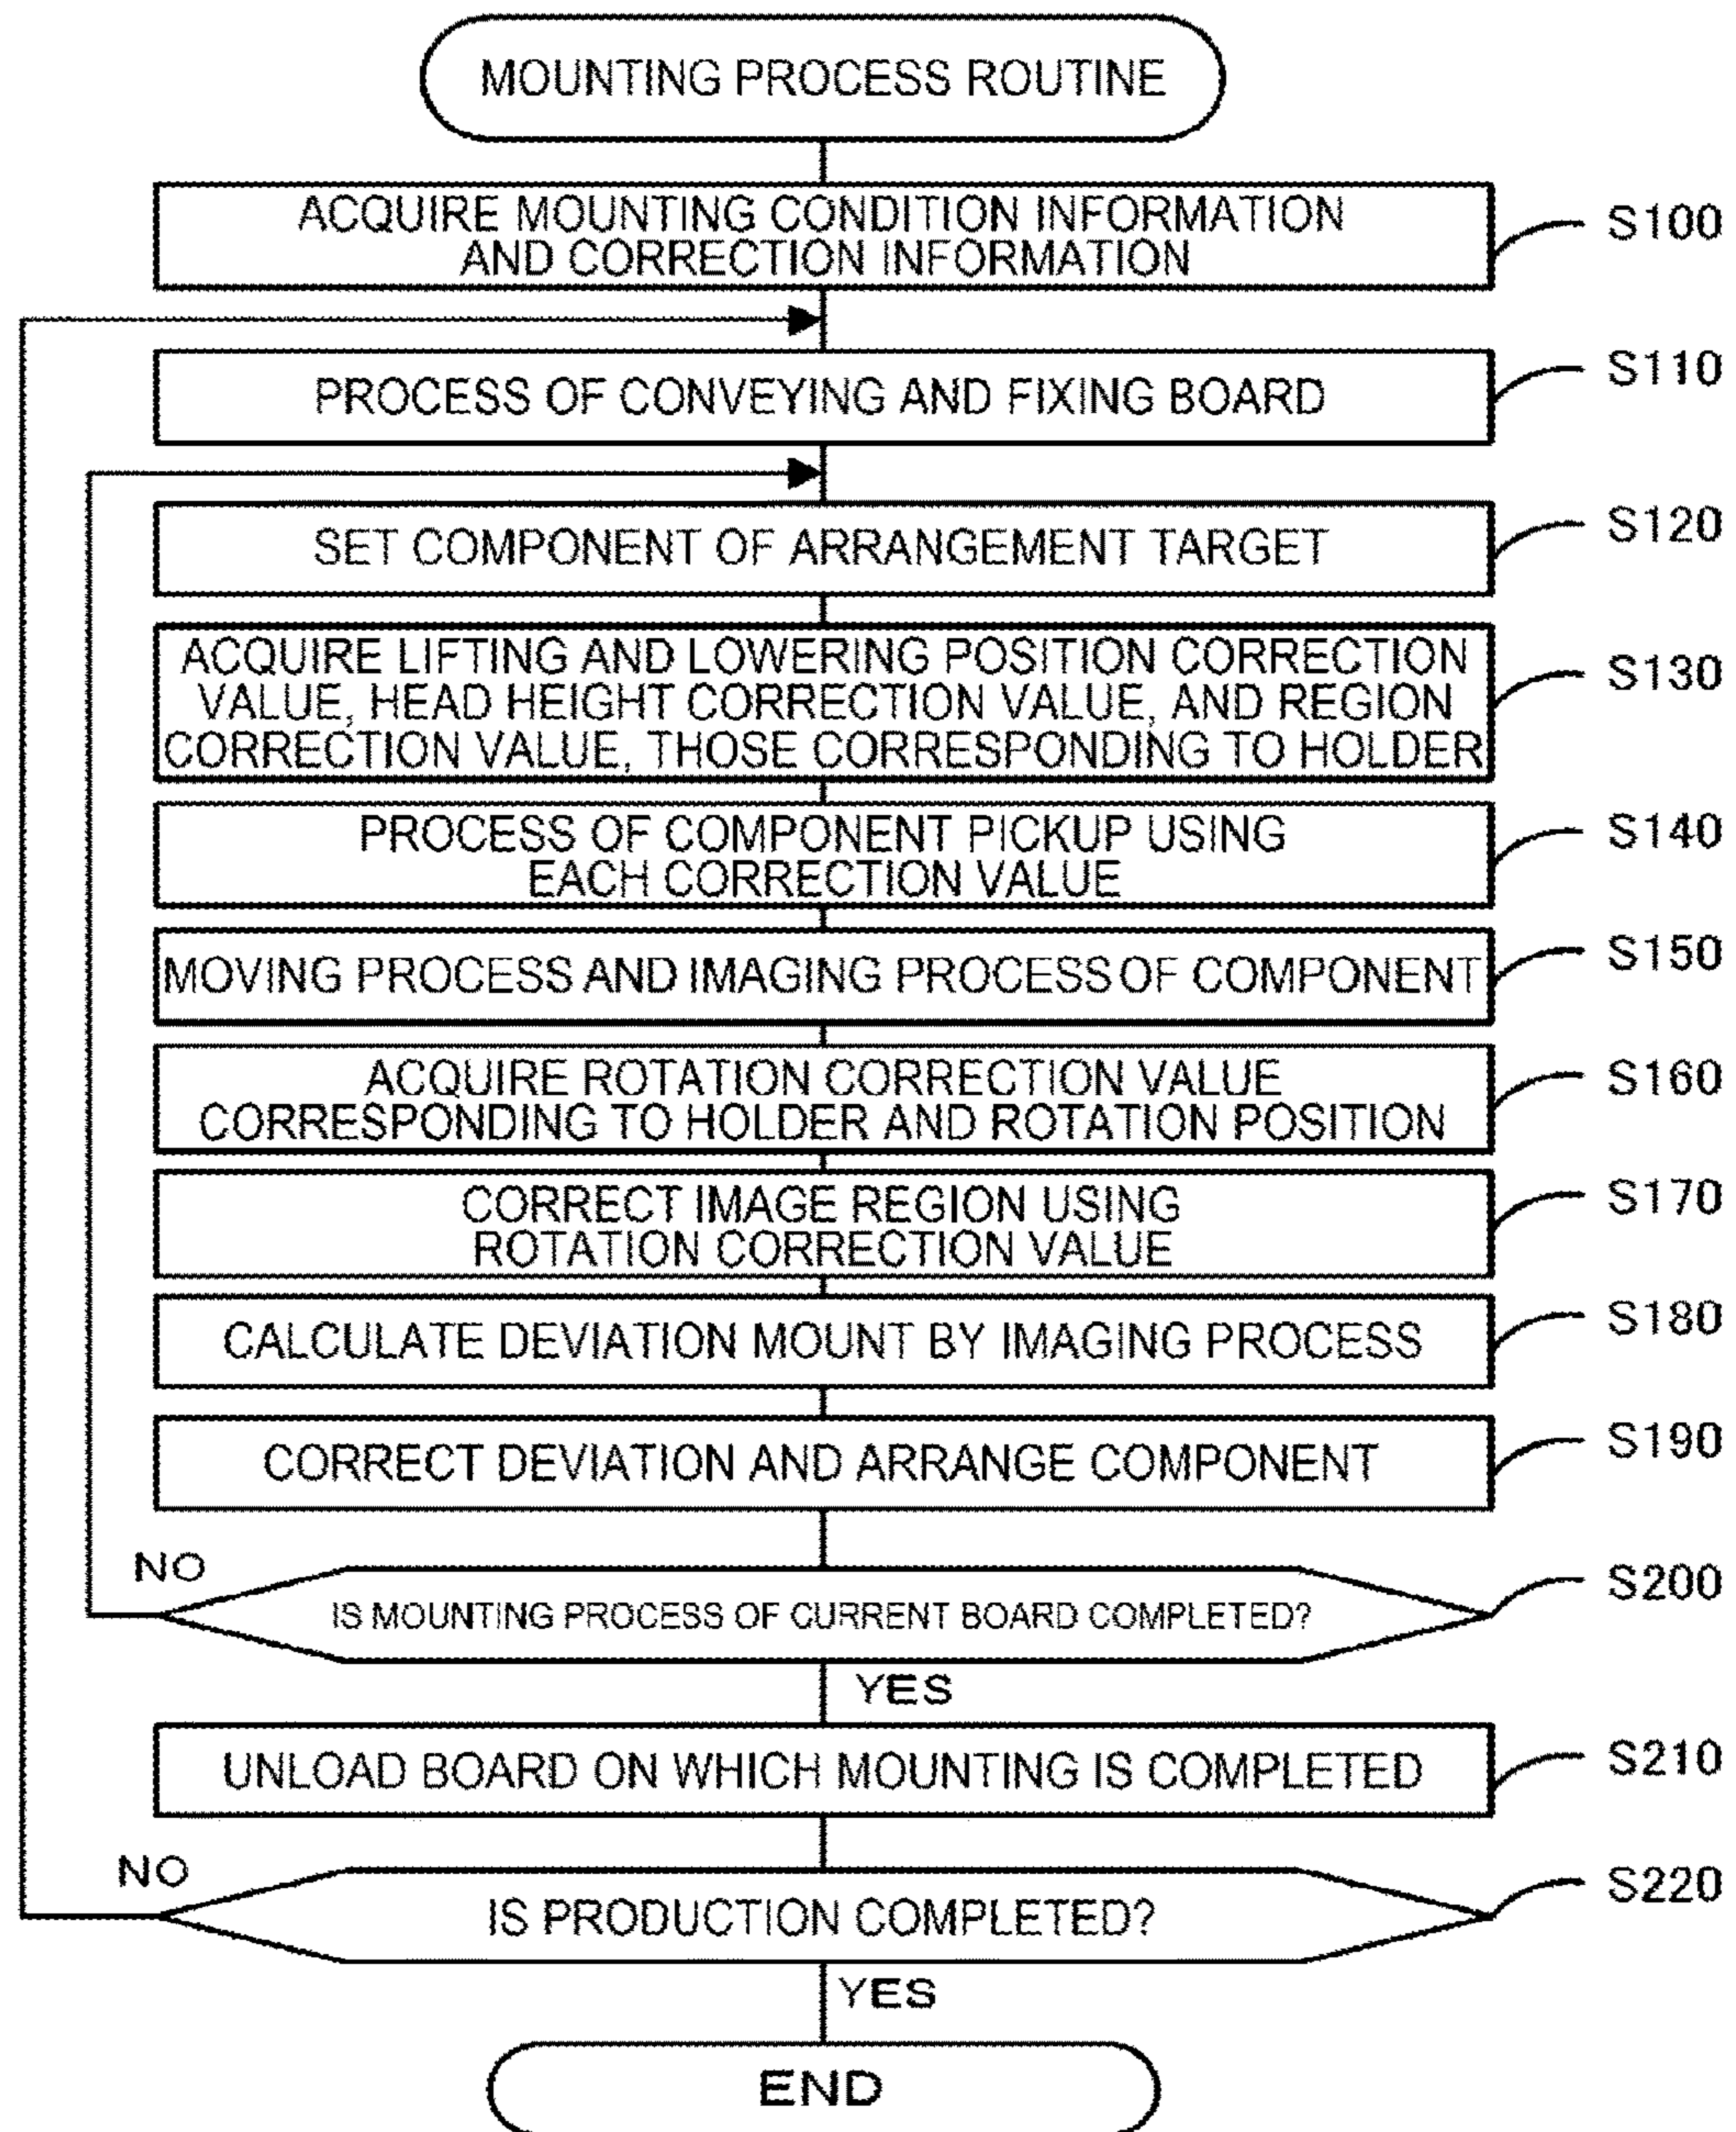 MOUNTING PROCESS ROUTINE
ACQUIRE MOUNTING CONDITION INFORMATION
AND CORRECTION INFORMATION
S100
PROCESS OF CONVEYING AND FIXING BOARD
S110
SET COMPONENT OF ARRANGEMENT TARGET
S120
ACQUIRE LIFTING AND LOWERING POSITION CORRECTION
VALUE, HEAD HEIGHT CORRECTION VALUE, AND REGION
CORRECTION VALUE, THOSE CORRESPONDING TO HOLDER
S130
PROCESS OF COMPONENT PICKUP USING
EACH CORRECTION VALUE
S140
MOVING PROCESS AND IMAGING PROCESS OF COMPONENT
S150
ACQUIRE ROTATION CORRECTION VALUE
CORRESPONDING TO HOLDER AND ROTATION POSITION
S160
CORRECT IMAGE REGION USING
ROTATION CORRECTION VALUE
S170
CALCULATE DEVIATION MOUNT BY IMAGING PROCESS
S180
CORRECT DEVIATION AND ARRANGE COMPONENT
S190
NO
IS MOUNTING PROCESS OF CURRENT BOARD COMPLETED?
S200
YES
UNLOAD BOARD ON WHICH MOUNTING IS COMPLETED
S210
NO
IS PRODUCTION COMPLETED?
S220
YES
END